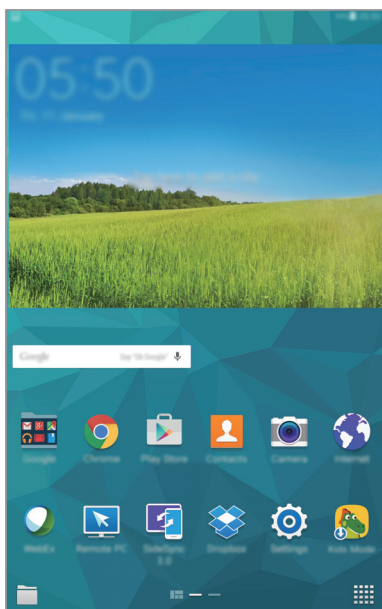 05:50
Google Say "Ok Google"
Google Chrome Play Store Contacts Camera Internet
WebEx Remote PC SideSync Dropbox Settings Kids Mode
3.0